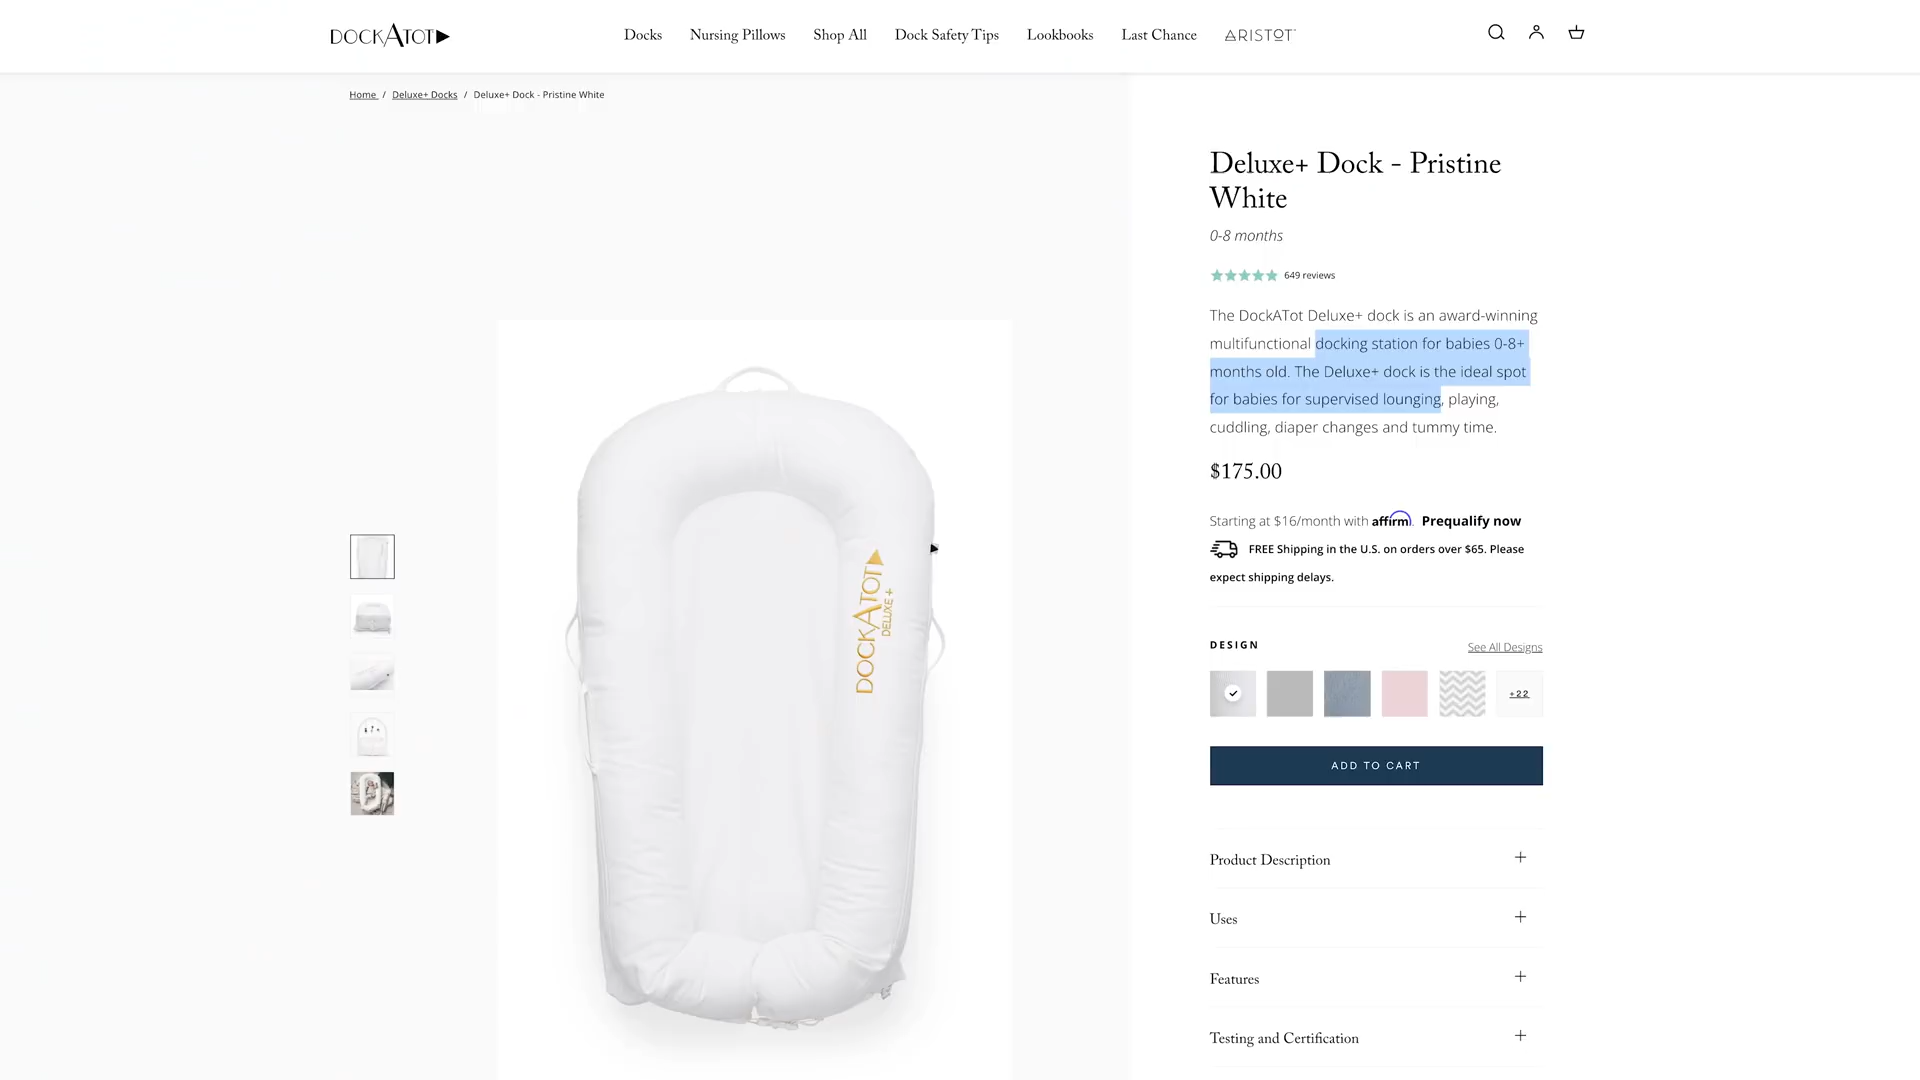 DOCKATOT
Docks
Nursing Pillows
Shop All
Dock Safety Tips
Lookbooks
Last Chance
ARISTOT
Home / Deluxe+ Docks / Deluxe+ Dock - Pristine White
Deluxe+ Dock - Pristine
White
0-8 months
649 reviews
The DockATot Deluxe+ dock is an award-winning
multifunctional docking station for babies 0-8+
months old. The Deluxe+ dock is the ideal spot
for babies for supervised lounging, playing,
cuddling, diaper changes and tummy time.
$175.00
Starting at $16/month with affirm. Prequalify now
FREE Shipping in the U.S. on orders over $65. Please
expect shipping delays.
DESIGN
See All Designs
+22
ADD TO CART
Product Description
Uses
Features
Testing and Certification
DOCKATOT
DELUXE +